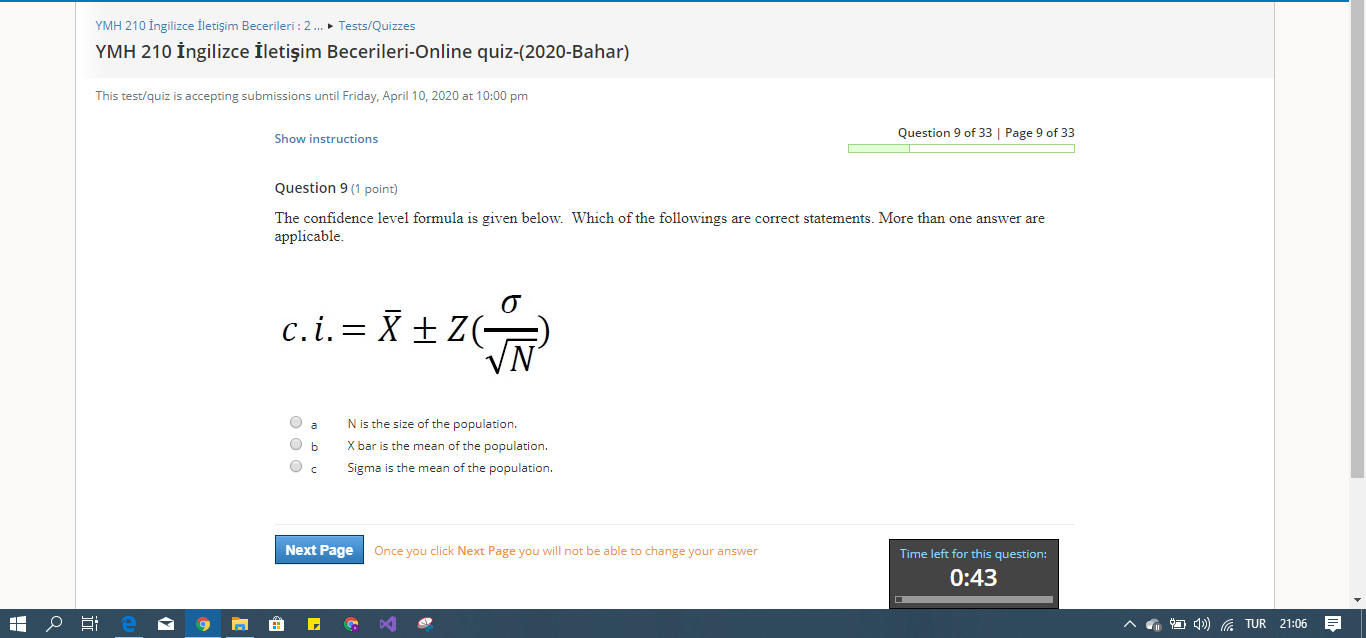 YMH 210 İngilizce İletişim Becerileri : 2 ... ▸ Tests/Quizzes
YMH 210 İngilizce İletişim Becerileri-Online quiz-(2020-Bahar)
This test/quiz is accepting submissions until Friday, April 10, 2020 at 10:00 pm
Show instructions
Question 9 of 33 | Page 9 of 33
Question 9 (1 point)
The confidence level formula is given below.  Which of the followings are correct statements. More than one answer are
applicable.
c.i.= X̄ ± Z(σ/√N)
a N is the size of the population.
b X bar is the mean of the population.
c Sigma is the mean of the population.
Next Page Once you click Next Page you will not be able to change your answer
Time left for this question:
0:43
TUR 21:06